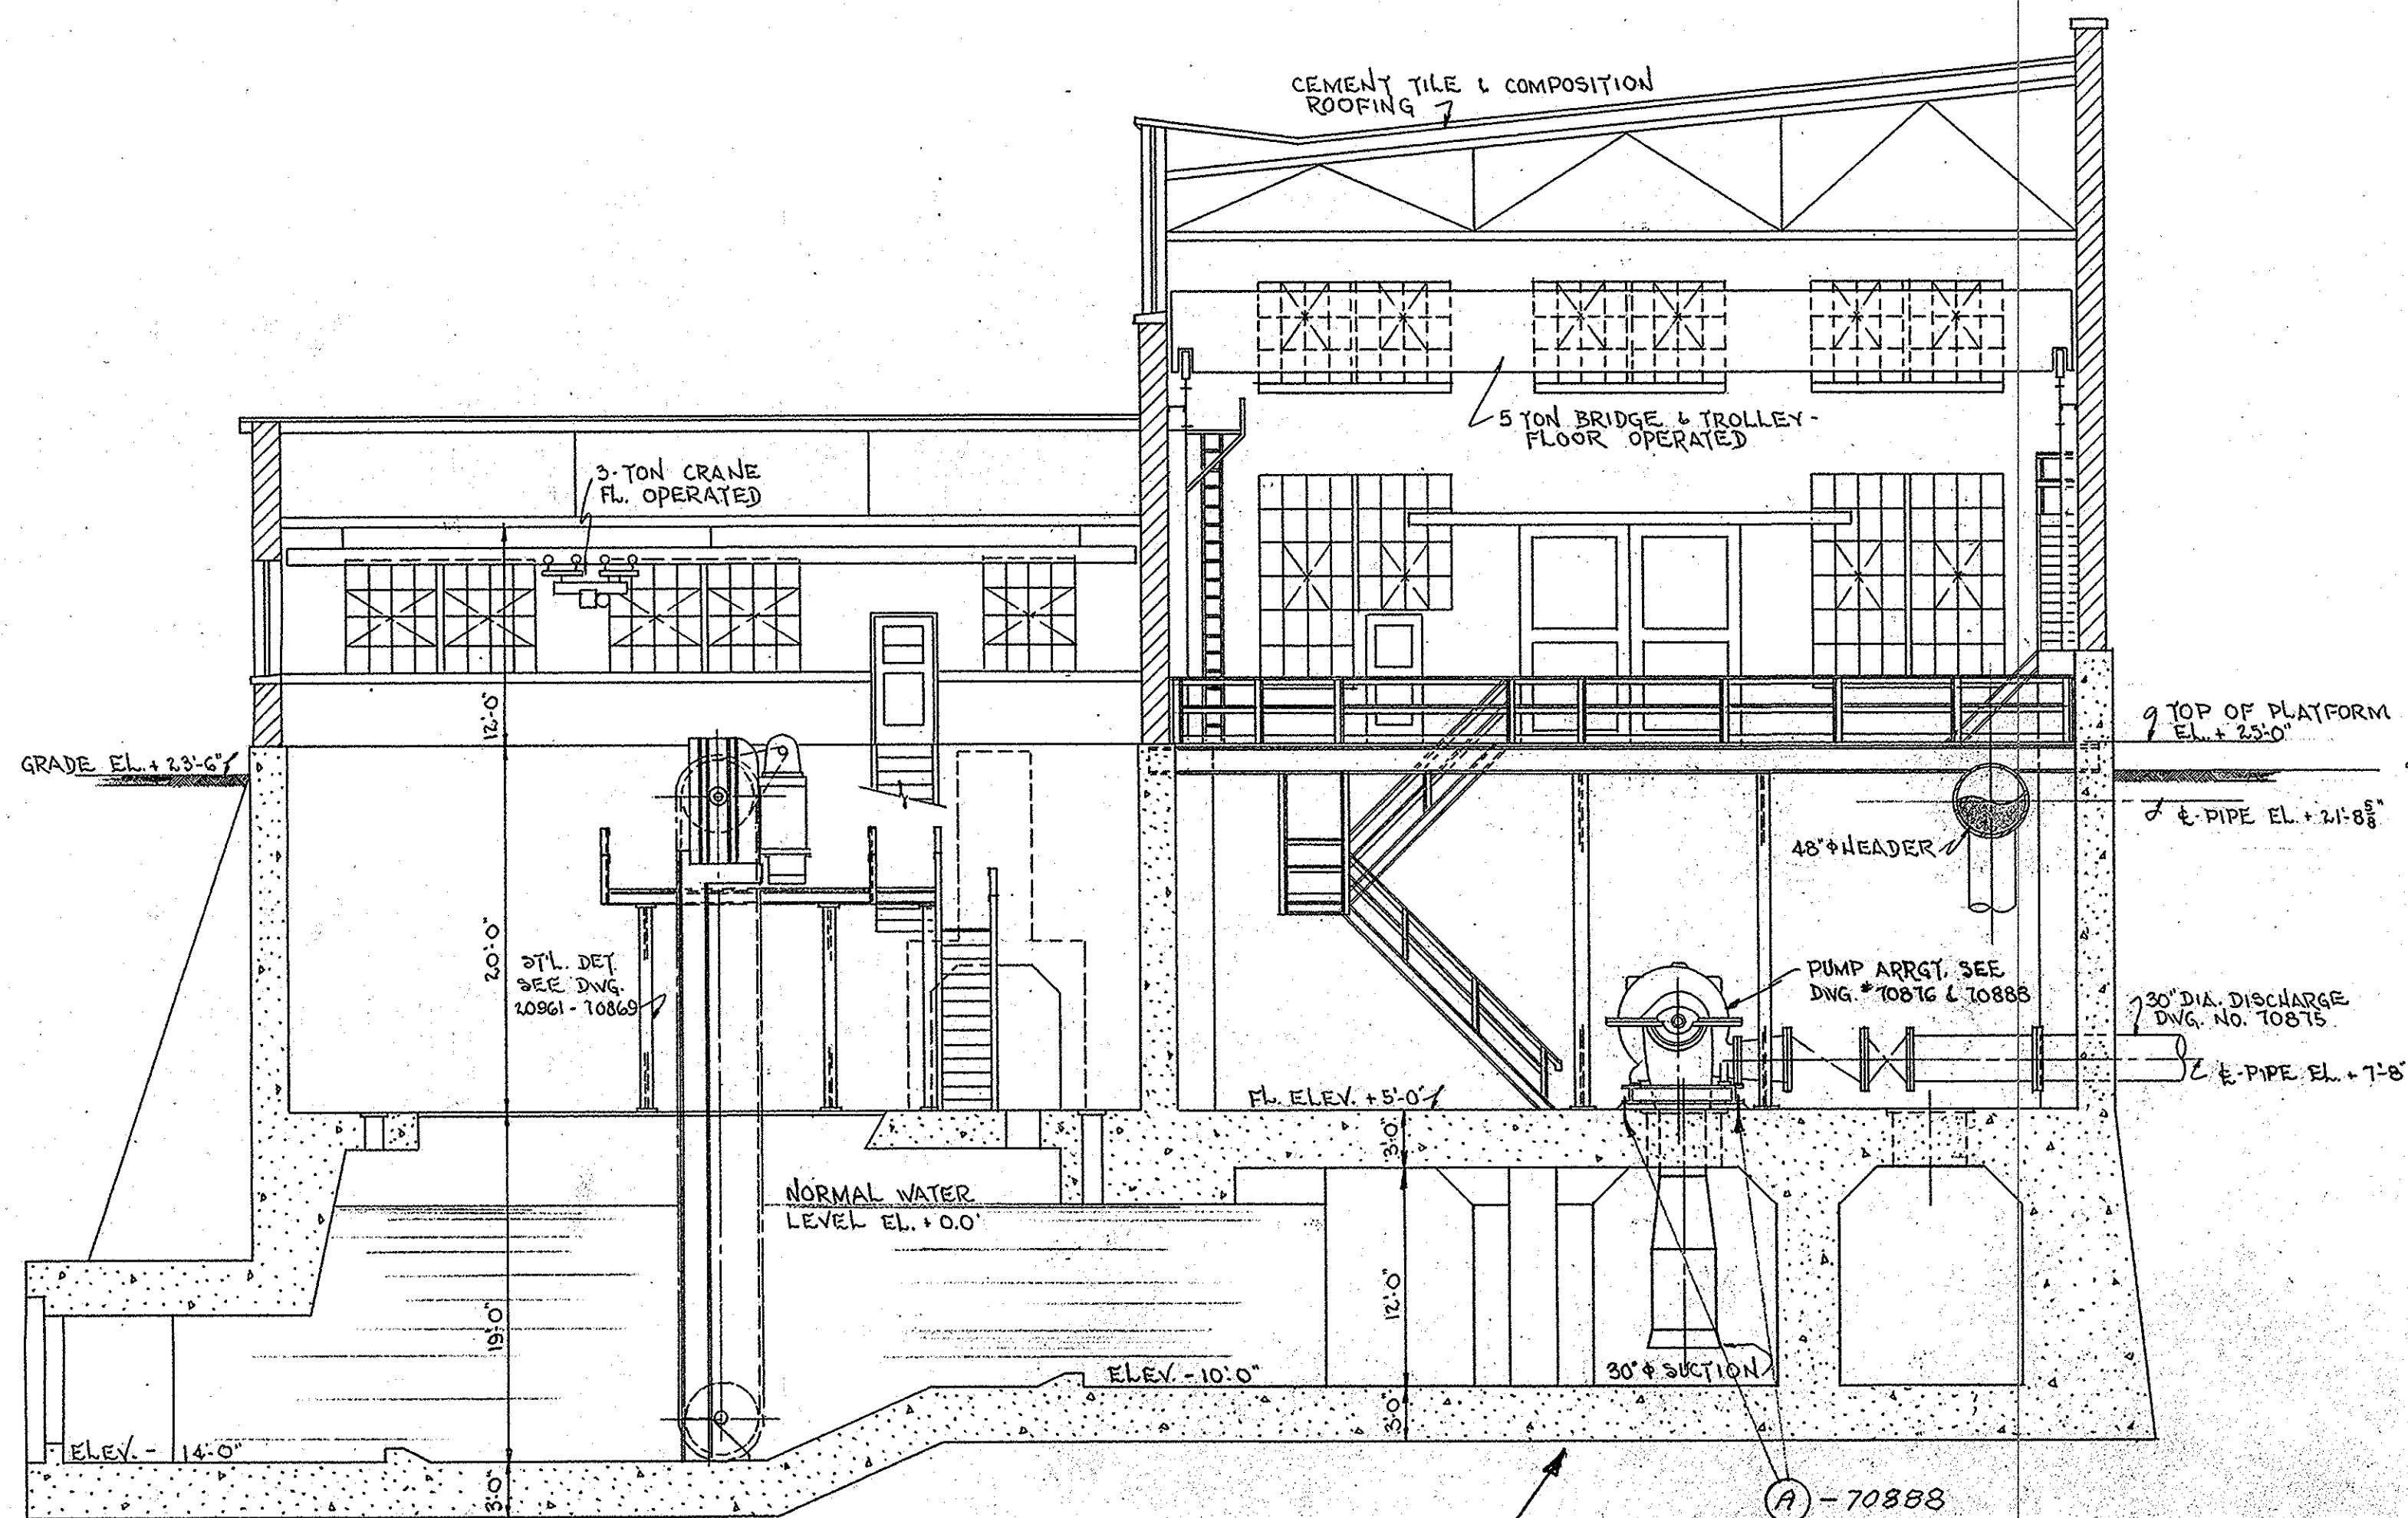 CEMENT TILE & COMPOSITION
ROOFING
5 TON BRIDGE & TROLLEY-
FLOOR OPERATED
3-TON CRANE
FL. OPERATED
12'-0"
GRADE EL. + 23'-6"
TOP OF PLATFORM
EL. + 25'-0"
℄-PIPE EL. + 21'-8⅝"
48"⌀ HEADER
20'-0"
ST'L. DET.
SEE DWG.
20961-70869
PUMP ARRGT. SEE
DWG. #70876 & 70888
30" DIA. DISCHARGE
DWG. NO. 70875
℄-PIPE EL. + 7'-8"
FL. ELEV. +5'-0"
3'-0"
NORMAL WATER
LEVEL EL. + 0.0'
12'-0"
19'-0"
ELEV. - 10'-0"
30"⌀ SUCTION
3'-0"
ELEV. - 14'-0"
3'-0"
A - 70888